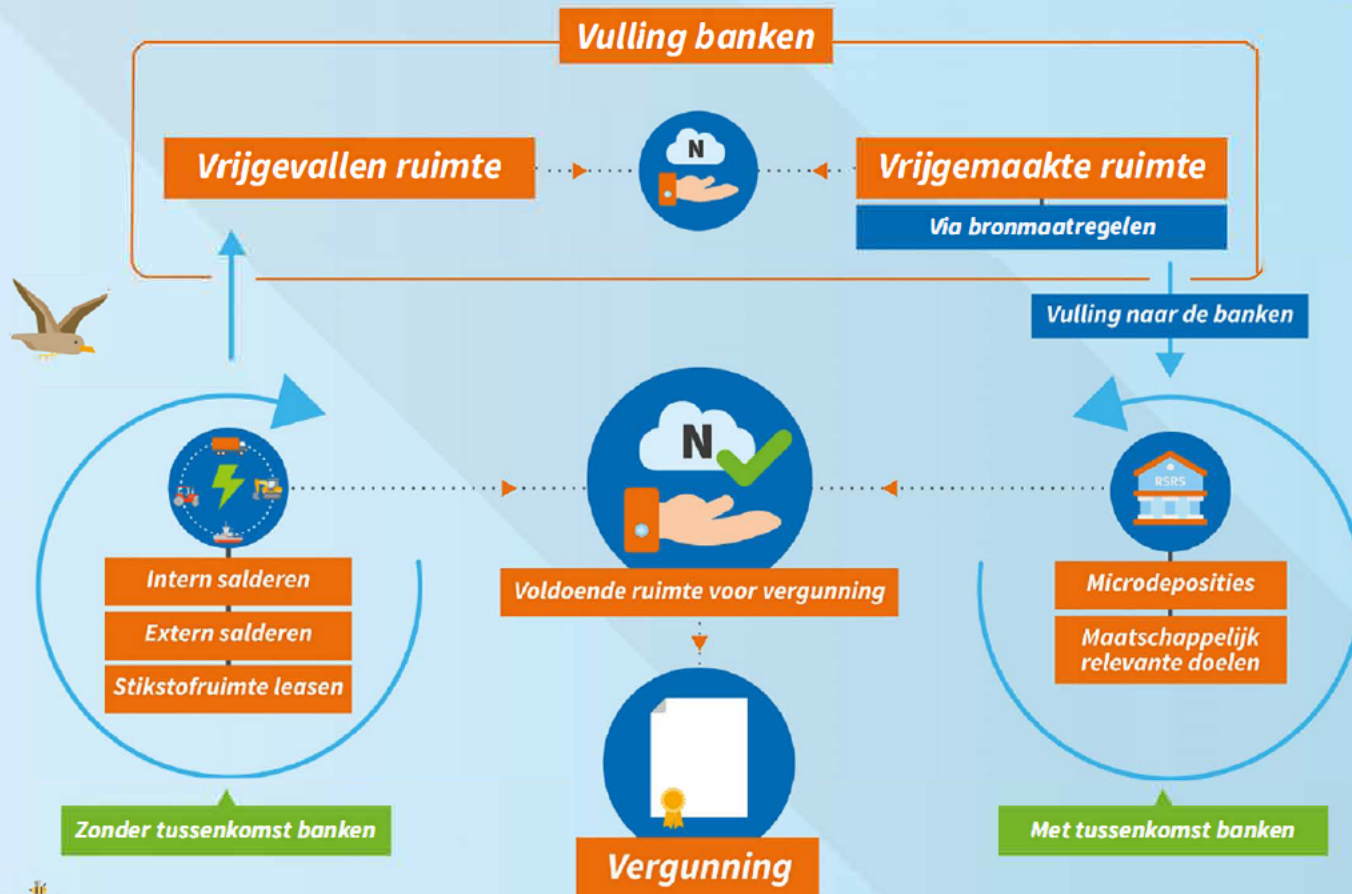 Vulling banken
Vrijgevallen ruimte
N
Vrijgemaakte ruimte
Via bronmaatregelen
Vulling naar de banken
N
RSRS
Intern salderen
Extern salderen
Stikstofruimte leasen
Voldoende ruimte voor vergunning
Microdeposities
Maatschappelijk
relevante doelen
Zonder tussenkomst banken
Vergunning
Met tussenkomst banken